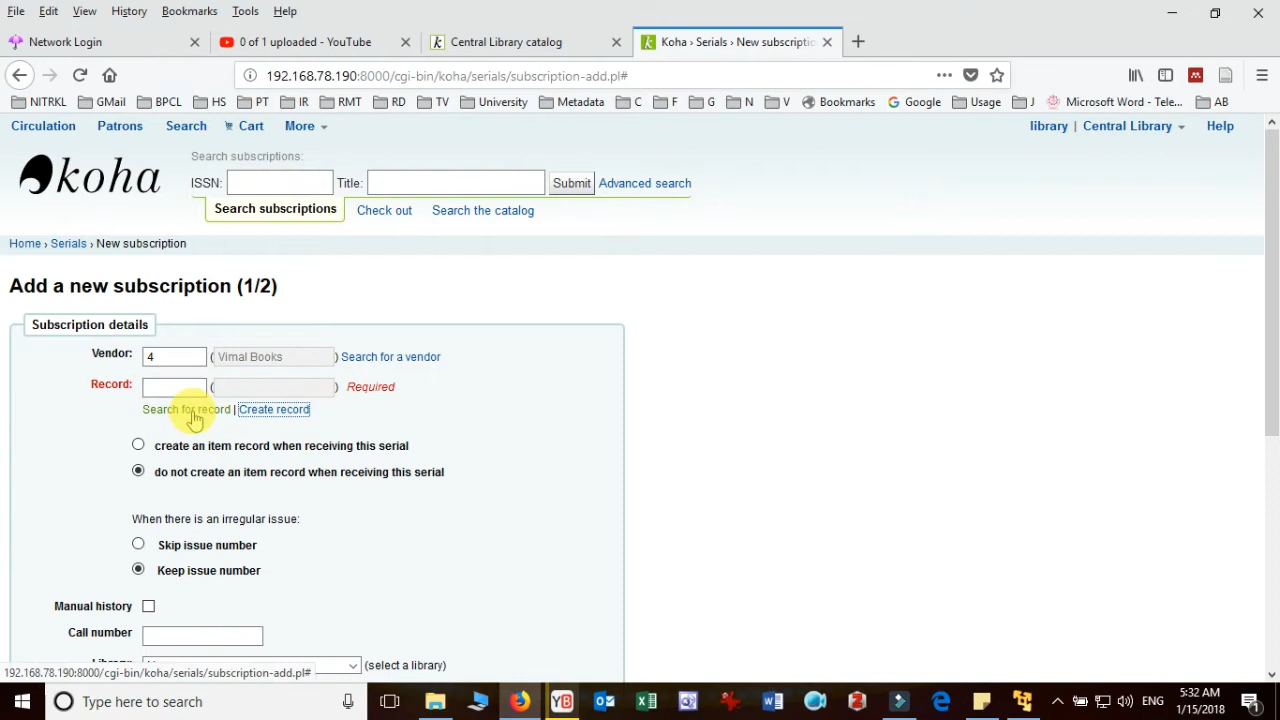 File Edit View History Bookmarks Tools Help
Network Login 0 of 1 uploaded - YouTube Central Library catalog Koha › Serials › New subscriptio
192.168.78.190:8000/cgi-bin/koha/serials/subscription-add.pl#
NITRKL GMail BPCL HS PT IR RMT RD TV University Metadata C F G N V Bookmarks Google Usage J Microsoft Word - Tele... AB
Circulation Patrons Search Cart More library | Central Library Help
Search subscriptions:
koha ISSN: Title: Submit Advanced search
Search subscriptions Check out Search the catalog
Home › Serials › New subscription
Add a new subscription (1/2)
Subscription details
Vendor: 4 ( Vimal Books ) Search for a vendor
Record: ( ) Required
Search for record | Create record
create an item record when receiving this serial
do not create an item record when receiving this serial
When there is an irregular issue:
Skip issue number
Keep issue number
Manual history
Call number
(select a library)
192.168.78.190:8000/cgi-bin/koha/serials/subscription-add.pl#
Type here to search ENG 5:32 AM
1/15/2018